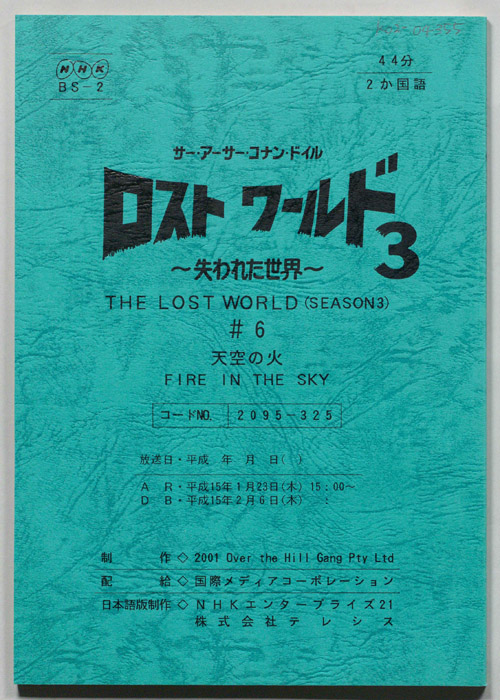 NHK
BS-2
44分
2か国語
サー・アーサー・コナン・ドイル
ロスト ワールド3
～失われた世界～
THE LOST WORLD (SEASON3)
#6
天空の火
FIRE IN THE SKY
コードNO. 2095-325
放送日・平成 年 月 日( )
A R・平成15年1月23日(木) 15:00～
D B・平成15年2月6日(木) :
制 作◇2001 Over the Hill Gang Pty Ltd
配 給◇国際メディアコーポレーション
日本語版制作◇NHKエンタープライズ21
株式会社テレシス